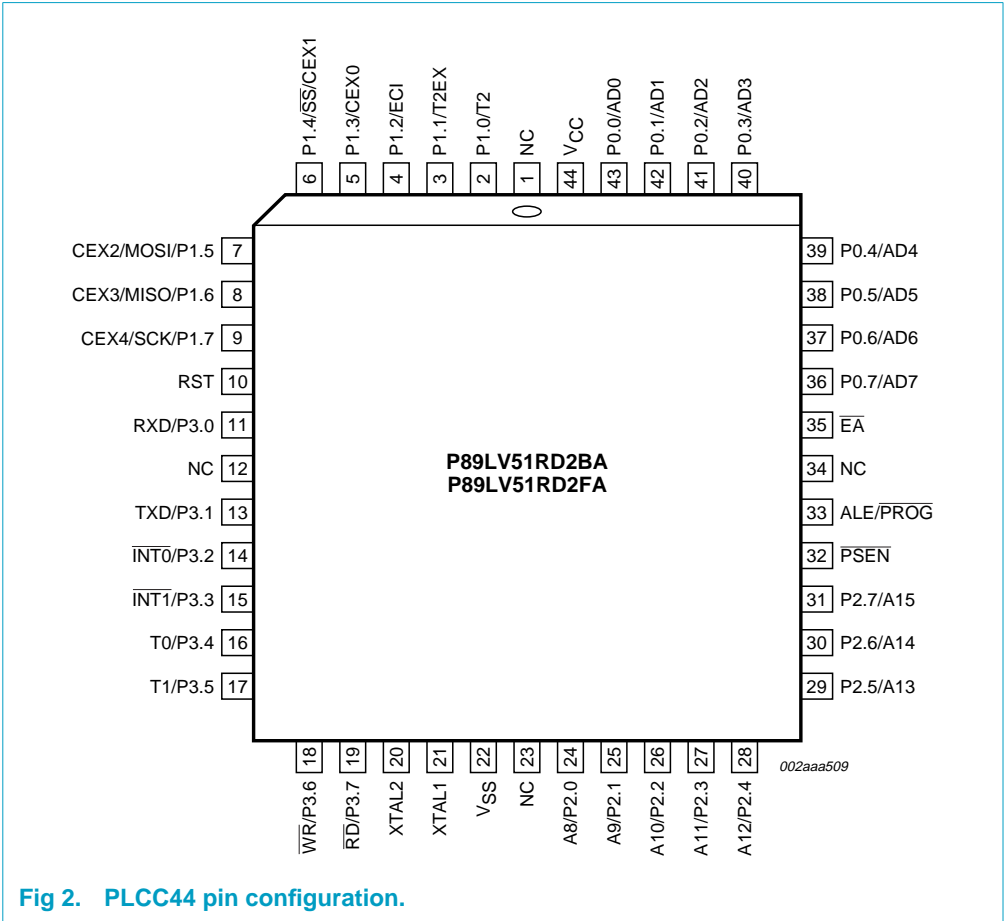 P1.4/S̅S̅/CEX1
P1.3/CEX0
P1.2/ECI
P1.1/T2EX
P1.0/T2
NC
VCC
P0.0/AD0
P0.1/AD1
P0.2/AD2
P0.3/AD3
6 5 4 3 2 1 44 43 42 41 40
CEX2/MOSI/P1.5 7
39 P0.4/AD4
CEX3/MISO/P1.6 8
38 P0.5/AD5
CEX4/SCK/P1.7 9
37 P0.6/AD6
RST 10
36 P0.7/AD7
RXD/P3.0 11
35 E̅A̅
NC 12
34 NC
TXD/P3.1 13
33 ALE/P̅R̅O̅G̅
I̅N̅T̅0̅/P3.2 14
32 P̅S̅E̅N̅
I̅N̅T̅1̅/P3.3 15
31 P2.7/A15
T0/P3.4 16
30 P2.6/A14
T1/P3.5 17
29 P2.5/A13
P89LV51RD2BA
P89LV51RD2FA
18 19 20 21 22 23 24 25 26 27 28
W̅R̅/P3.6
R̅D̅/P3.7
XTAL2
XTAL1
VSS
NC
A8/P2.0
A9/P2.1
A10/P2.2
A11/P2.3
A12/P2.4
002aaa509
Fig 2. PLCC44 pin configuration.